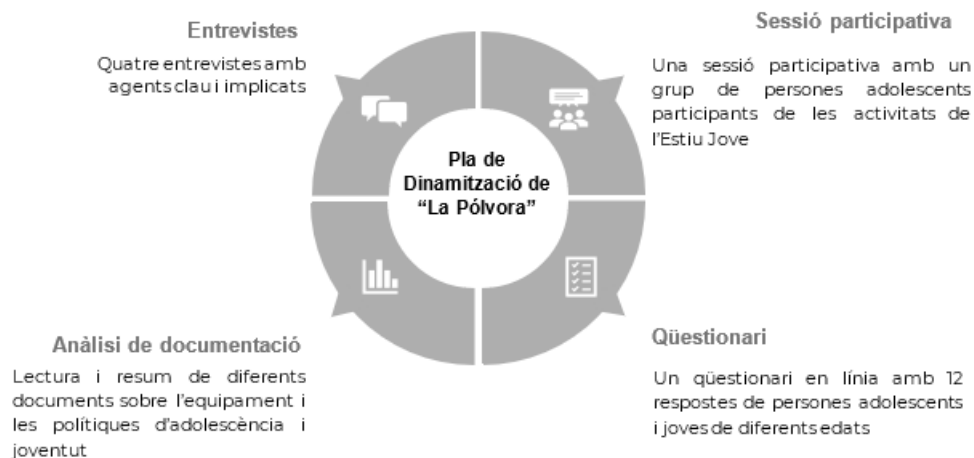 Entrevistes
Quatre entrevistes amb
agents clau i implicats
Sessió participativa
Una sessió participativa amb un
grup de persones adolescents
participants de les activitats de
l'Estiu Jove
Pla de
Dinamització de
“La Pólvora”
Anàlisi de documentació
Lectura i resum de diferents
documents sobre l'equipament i
les polítiques d'adolescència i
joventut
Qüestionari
Un qüestionari en línia amb 12
respostes de persones adolescents
i joves de diferents edats